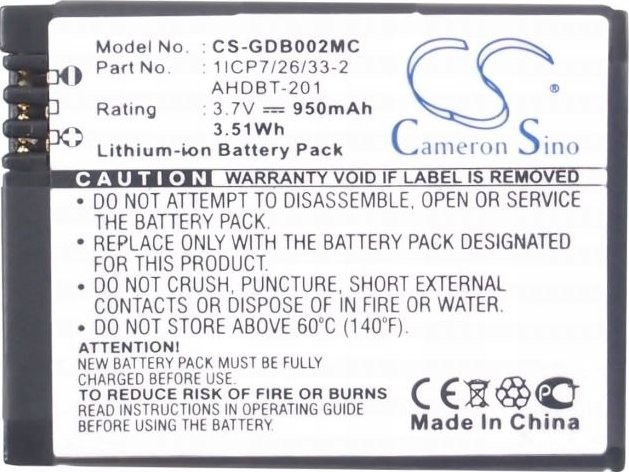 Model No. : CS-GDB002MC
Part No. : 1ICP7/26/33-2
AHDBT-201
Rating : 3.7V 950mAh
3.51Wh
Lithium-ion Battery Pack
CS
®
Cameron Sino
CAUTION WARRANTY VOID IF LABEL IS REMOVED
• DO NOT ATTEMPT TO DISASSEMBLE, OPEN OR SERVICE
THE BATTERY PACK.
• REPLACE ONLY WITH THE BATTERY PACK DESIGNATED
FOR THIS PRODUCT.
• DO NOT CRUSH, PUNCTURE, SHORT EXTERNAL
CONTACTS OR DISPOSE OF IN FIRE OR WATER.
• DO NOT STORE ABOVE 60°C (140°F).
ATTENTION!
NEW BATTERY PACK MUST BE FULLY CHARGED BEFORE USE.
TO REDUCE RISK OF FIRE OR BURNS,
READ INSTRUCTIONS IN OPERATING GUIDE
MANUAL BEFORE USE.
CE
Made In China